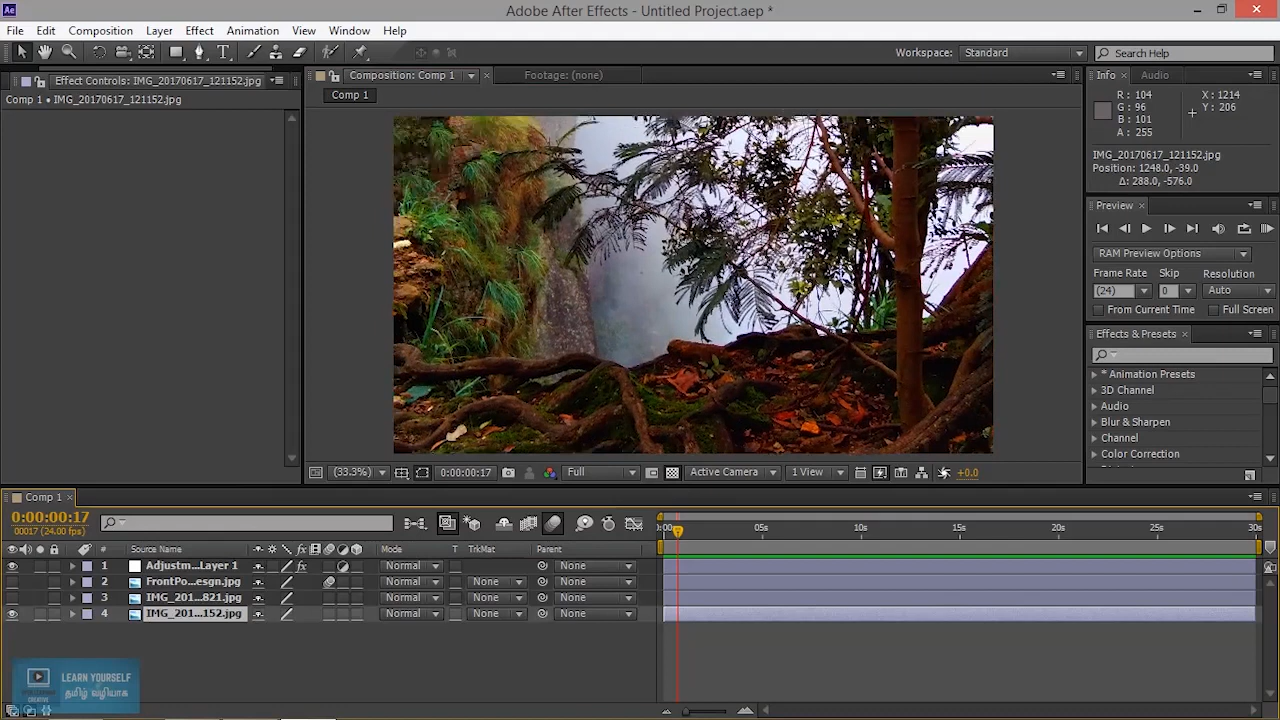 Adobe After Effects - Untitled Project.aep *
File Edit Composition Layer Effect Animation View Window Help
Workspace: Standard Search Help
Effect Controls: IMG_20170617_121152.jpg
Comp 1 • IMG_20170617_121152.jpg
Composition: Comp 1 Footage: (none)
Comp 1
Info Audio
R : 104
G : 96
B : 101
A : 255
X : 1214
Y : 206
IMG_20170617_121152.jpg
Position: 1248.0, -39.0
Δ: 288.0, -576.0
Preview
RAM Preview Options
Frame Rate Skip Resolution
(24) 0 Auto
From Current Time Full Screen
Effects & Presets
* Animation Presets
3D Channel
Audio
Blur & Sharpen
Channel
Color Correction
(33.3%) 0:00:00:17 Full Active Camera 1 View +0.0
Comp 1
0:00:00:17
00017 (24.00 fps)
:00s 05s 10s 15s 20s 25s 30s
# Source Name Mode T TrkMat Parent
1 Adjustm...Layer 1 Normal None
2 FrontPo...esgn.jpg Normal None None
3 IMG_201...821.jpg Normal None None
4 IMG_201...152.jpg Normal None None
LEARN YOURSELF
தமிழ் வழியாக
CREATIVE